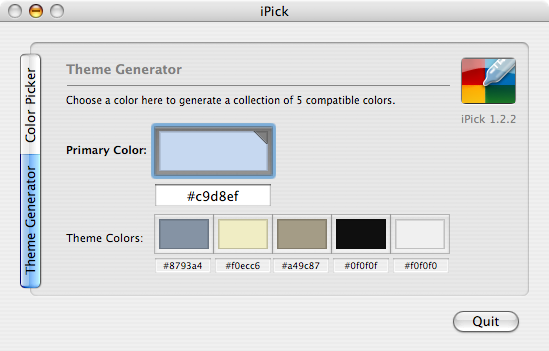 iPick
Color Picker
Theme Generator
Theme Generator
Choose a color here to generate a collection of 5 compatible colors.
iPick 1.2.2
Primary Color:
#c9d8ef
Theme Colors:
#8793a4 #f0ecc6 #a49c87 #0f0f0f #f0f0f0
Quit